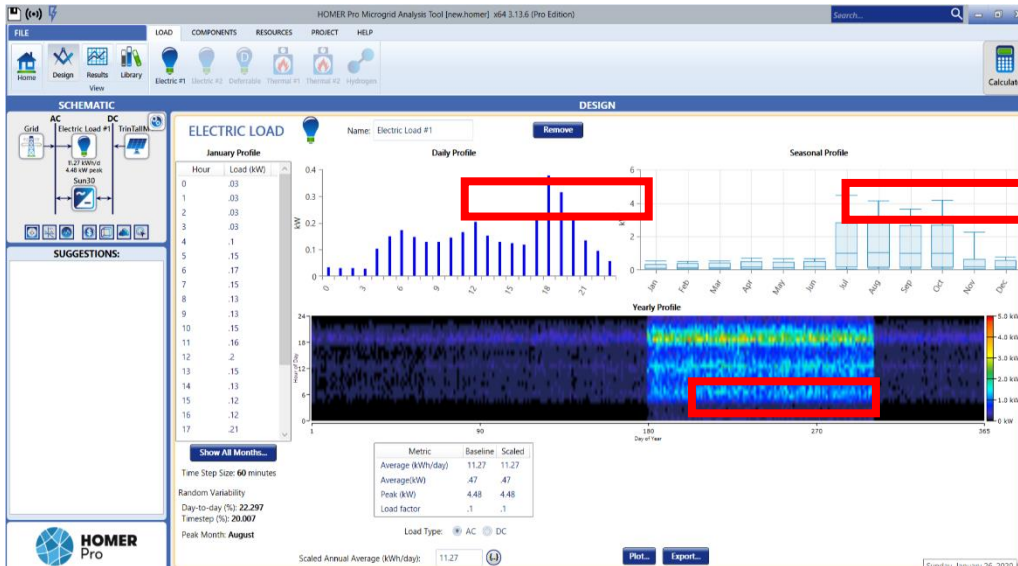 HOMER Pro Microgrid Analysis Tool [new.homer] x64 3.13.6 (Pro Edition)
Search...
FILE
LOAD COMPONENTS RESOURCES PROJECT HELP
Home Design Results Library
View
Electric #1 Electric #2 Deferrable Thermal #1 Thermal #2 Hydrogen
SCHEMATIC
DESIGN
AC DC
Grid Electric Load #1
11.27 kWh/d
4.48 kW peak
Sun30
SUGGESTIONS:
HOMER
Pro
ELECTRIC LOAD
Name: Electric Load #1
Remove
January Profile
Hour Load (kW)
0 .03
1 .03
2 .03
3 .03
4 .1
5 .15
6 .17
7 .15
8 .13
9 .13
10 .15
11 .16
12 .2
13 .15
14 .13
15 .12
16 .12
17 .21
Show All Months...
Time Step Size: 60 minutes
Random Variability
Day-to-day (%): 22.297
Timestep (%): 20.007
Peak Month: August
Daily Profile
kW
0.4
0.3
0.2
0.1
0
0 3 6 9 12 15 18 21
Seasonal Profile
6
4
2
0
Jan Feb Mar Apr May Jun Jul Aug Sep Oct Nov Dec
Yearly Profile
Hour of Day
24
18
12
6
0
1 90 180 270 365
Day of Year
5.0 kW
2.0 kW
1.0 kW
0 kW
Metric Baseline Scaled
Average (kWh/day) 11.27 11.27
Average(kW) .47 .47
Peak (kW) 4.48 4.48
Load factor .1 .1
Load Type: AC DC
Scaled Annual Average (kWh/day): 11.27 {..}
Plot... Export...